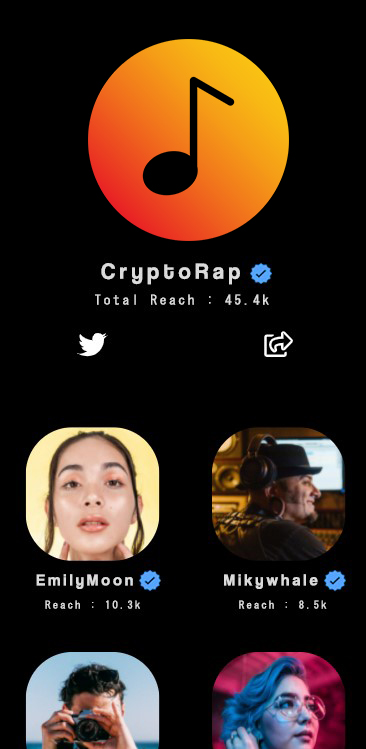 CryptoRap
Total Reach : 45.4k
EmilyMoon
Mikywhale
Reach : 10.3k
Reach : 8.5k